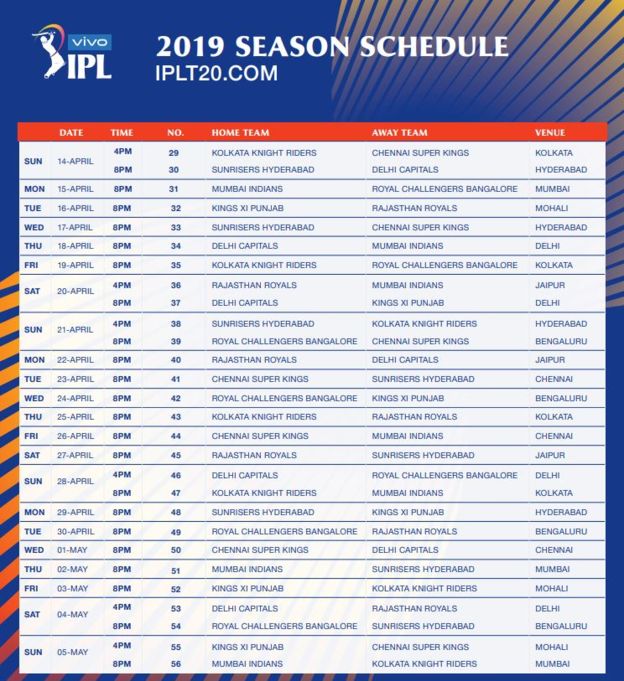 vivo
IPL
2019 SEASON SCHEDULE
IPLT20.COM
DATE TIME NO. HOME TEAM AWAY TEAM VENUE
SUN 14-APRIL 4PM 29 KOLKATA KNIGHT RIDERS CHENNAI SUPER KINGS KOLKATA
8PM 30 SUNRISERS HYDERABAD DELHI CAPITALS HYDERABAD
MON 15-APRIL 8PM 31 MUMBAI INDIANS ROYAL CHALLENGERS BANGALORE MUMBAI
TUE 16-APRIL 8PM 32 KINGS XI PUNJAB RAJASTHAN ROYALS MOHALI
WED 17-APRIL 8PM 33 SUNRISERS HYDERABAD CHENNAI SUPER KINGS HYDERABAD
THU 18-APRIL 8PM 34 DELHI CAPITALS MUMBAI INDIANS DELHI
FRI 19-APRIL 8PM 35 KOLKATA KNIGHT RIDERS ROYAL CHALLENGERS BANGALORE KOLKATA
SAT 20-APRIL 4PM 36 RAJASTHAN ROYALS MUMBAI INDIANS JAIPUR
8PM 37 DELHI CAPITALS KINGS XI PUNJAB DELHI
SUN 21-APRIL 4PM 38 SUNRISERS HYDERABAD KOLKATA KNIGHT RIDERS HYDERABAD
8PM 39 ROYAL CHALLENGERS BANGALORE CHENNAI SUPER KINGS BENGALURU
MON 22-APRIL 8PM 40 RAJASTHAN ROYALS DELHI CAPITALS JAIPUR
TUE 23-APRIL 8PM 41 CHENNAI SUPER KINGS SUNRISERS HYDERABAD CHENNAI
WED 24-APRIL 8PM 42 ROYAL CHALLENGERS BANGALORE KINGS XI PUNJAB BENGALURU
THU 25-APRIL 8PM 43 KOLKATA KNIGHT RIDERS RAJASTHAN ROYALS KOLKATA
FRI 26-APRIL 8PM 44 CHENNAI SUPER KINGS MUMBAI INDIANS CHENNAI
SAT 27-APRIL 8PM 45 RAJASTHAN ROYALS SUNRISERS HYDERABAD JAIPUR
SUN 28-APRIL 4PM 46 DELHI CAPITALS ROYAL CHALLENGERS BANGALORE DELHI
8PM 47 KOLKATA KNIGHT RIDERS MUMBAI INDIANS KOLKATA
MON 29-APRIL 8PM 48 SUNRISERS HYDERABAD KINGS XI PUNJAB HYDERABAD
TUE 30-APRIL 8PM 49 ROYAL CHALLENGERS BANGALORE RAJASTHAN ROYALS BENGALURU
WED 01-MAY 8PM 50 CHENNAI SUPER KINGS DELHI CAPITALS CHENNAI
THU 02-MAY 8PM 51 MUMBAI INDIANS SUNRISERS HYDERABAD MUMBAI
FRI 03-MAY 8PM 52 KINGS XI PUNJAB KOLKATA KNIGHT RIDERS MOHALI
SAT 04-MAY 4PM 53 DELHI CAPITALS RAJASTHAN ROYALS DELHI
8PM 54 ROYAL CHALLENGERS BANGALORE SUNRISERS HYDERABAD BENGALURU
SUN 05-MAY 4PM 55 KINGS XI PUNJAB CHENNAI SUPER KINGS MOHALI
8PM 56 MUMBAI INDIANS KOLKATA KNIGHT RIDERS MUMBAI